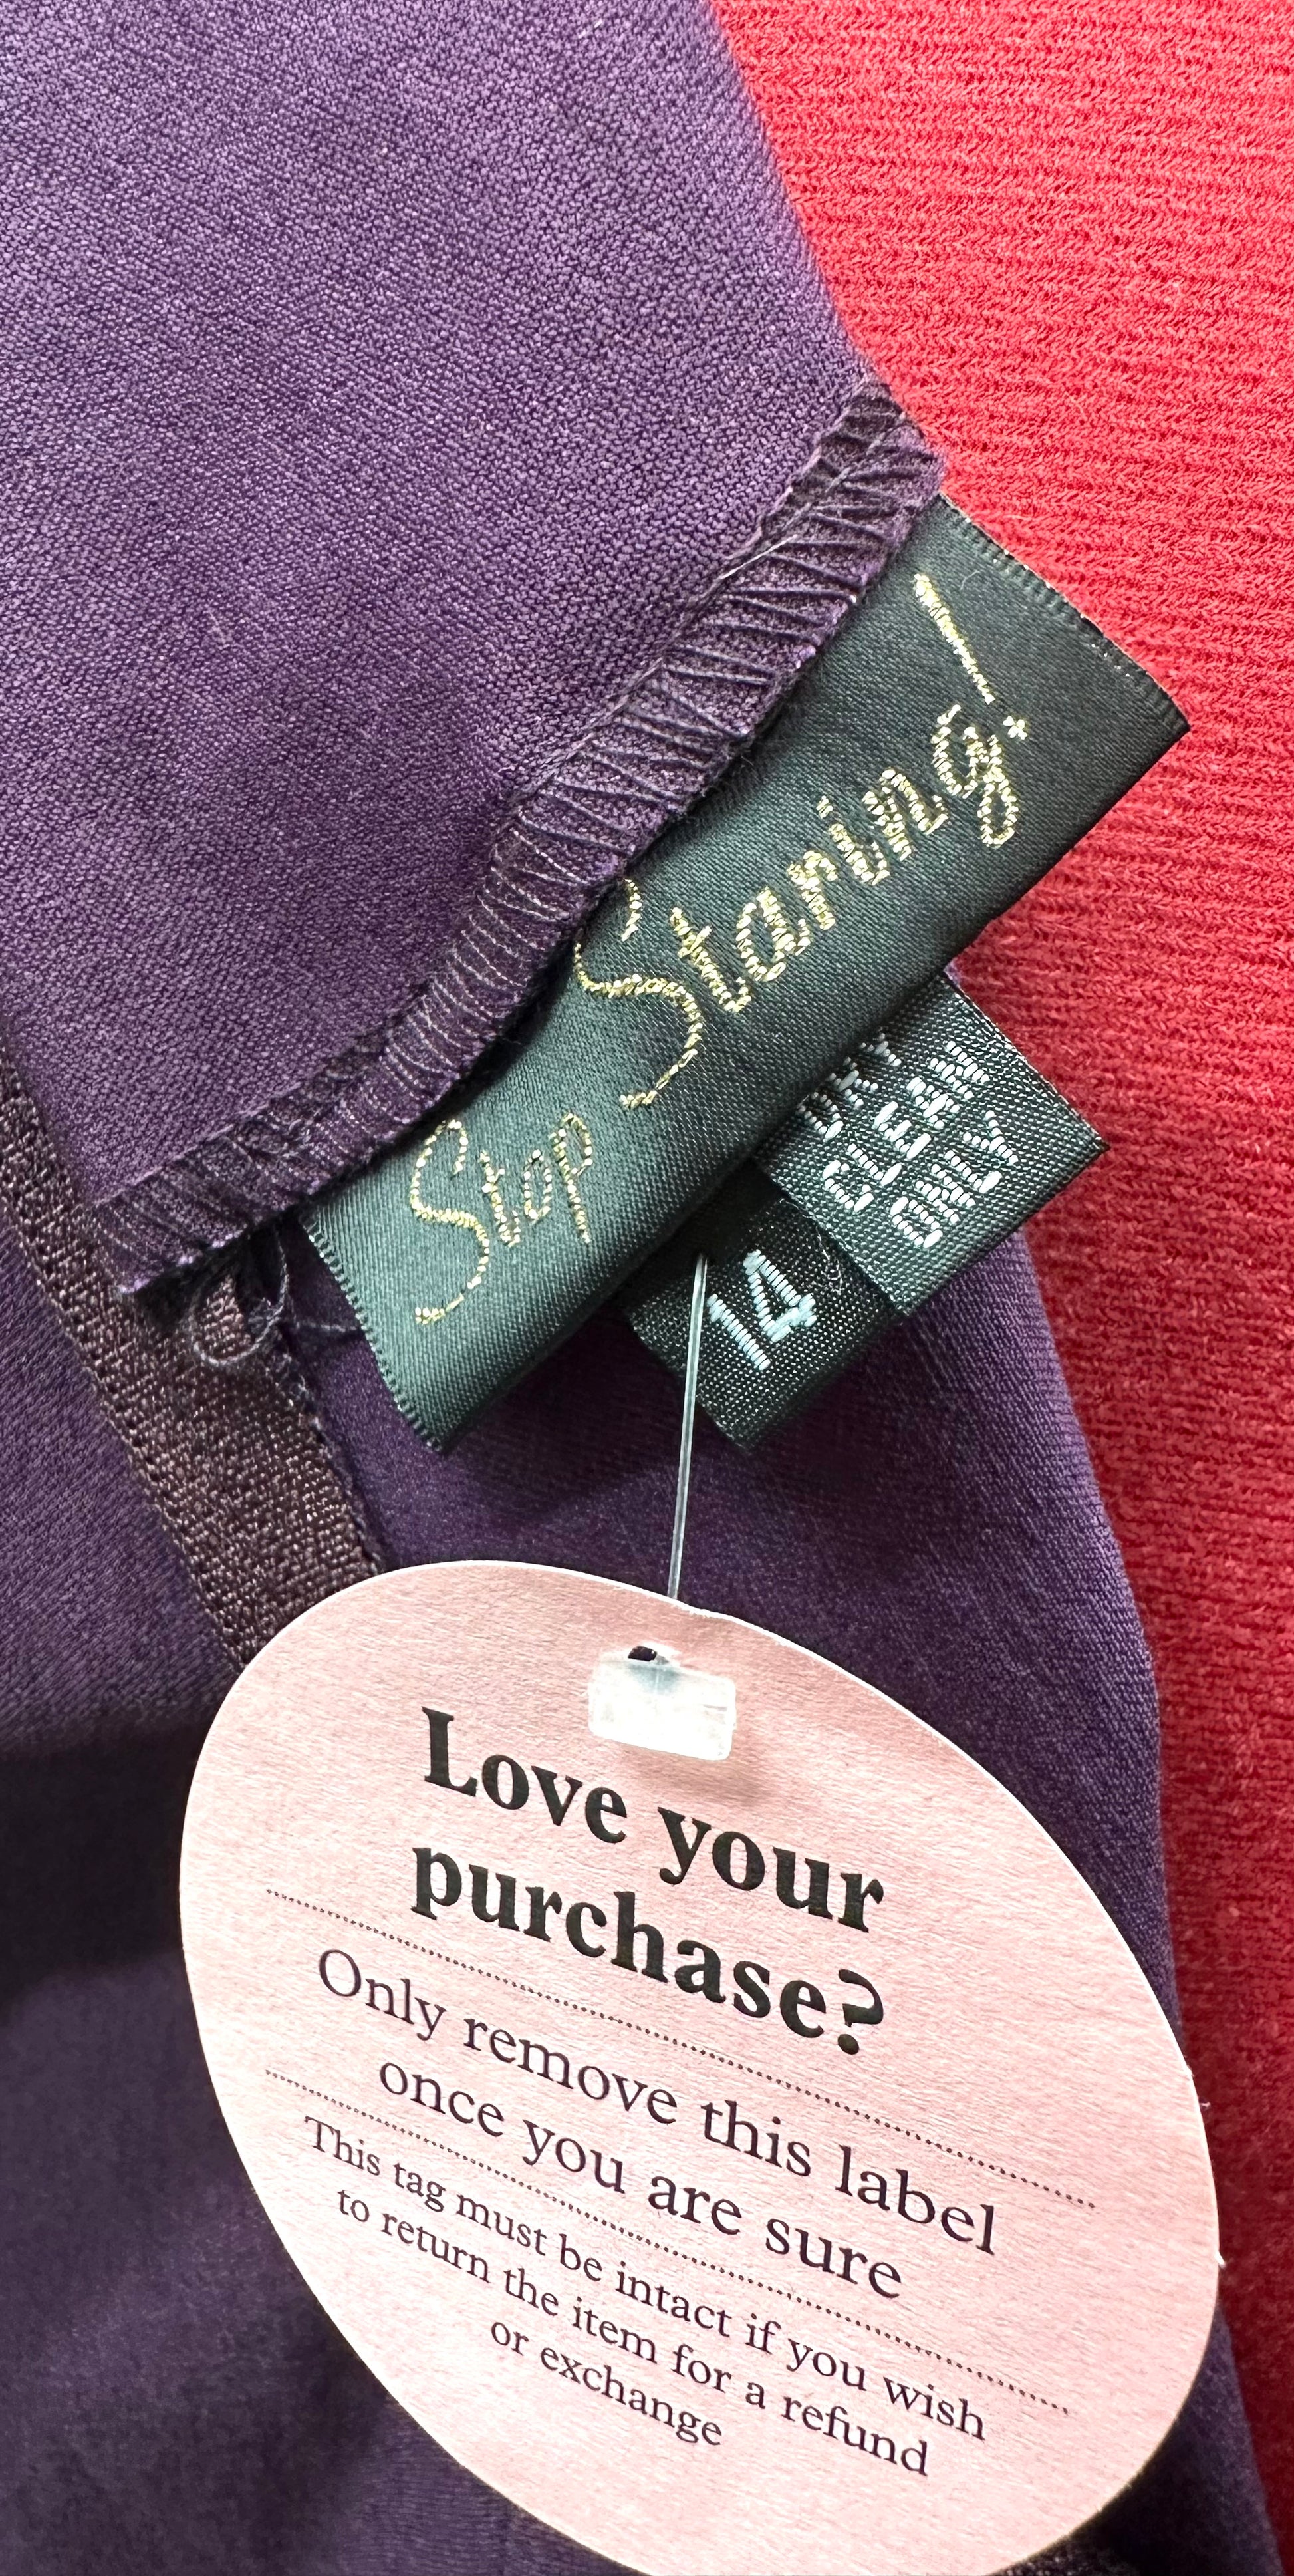 Stop Staring!
DRY
CLEAN
ONLY
14
Love your
purchase?
Only remove this label
once you are sure
This tag must be intact if you wish
to return the item for a refund
or exchange